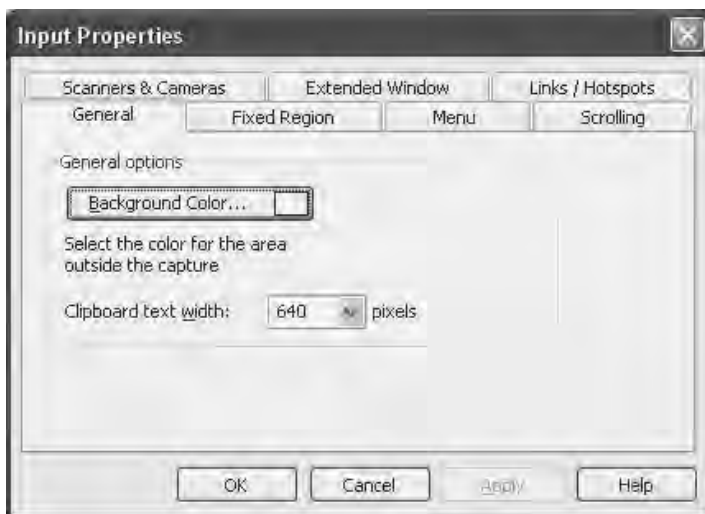 Input Properties
Scanners & Cameras Extended Window Links / Hotspots
General Fixed Region Menu Scrolling
General options
Background Color...
Select the color for the area
outside the capture
Clipboard text width: 640 pixels
OK Cancel Apply Help